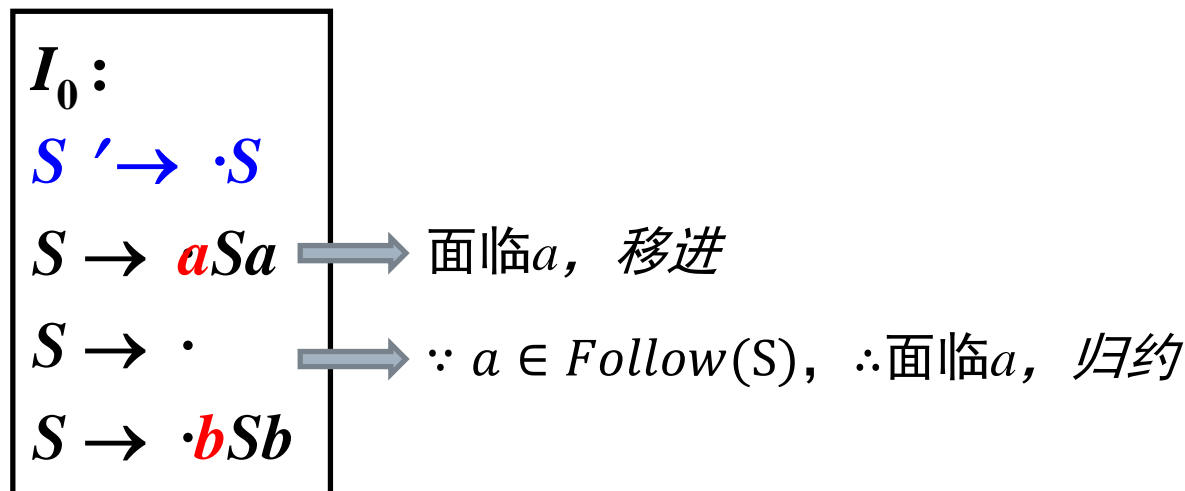 I₀ :
S ′→ ·S
S → ·aSa 面临a，移进
S → · ∵ a ∈ Follow(S)，∴面临a，归约
S → ·bSb